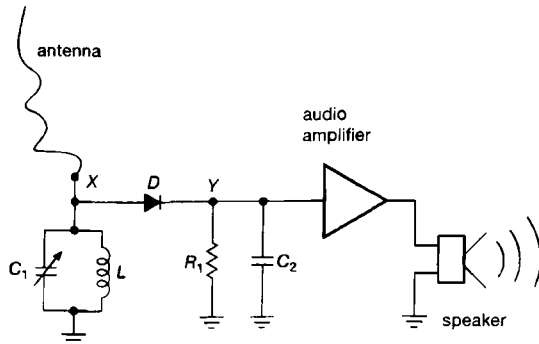 antenna
audio
amplifier
X
D
Y
C1
L
R1
C2
speaker